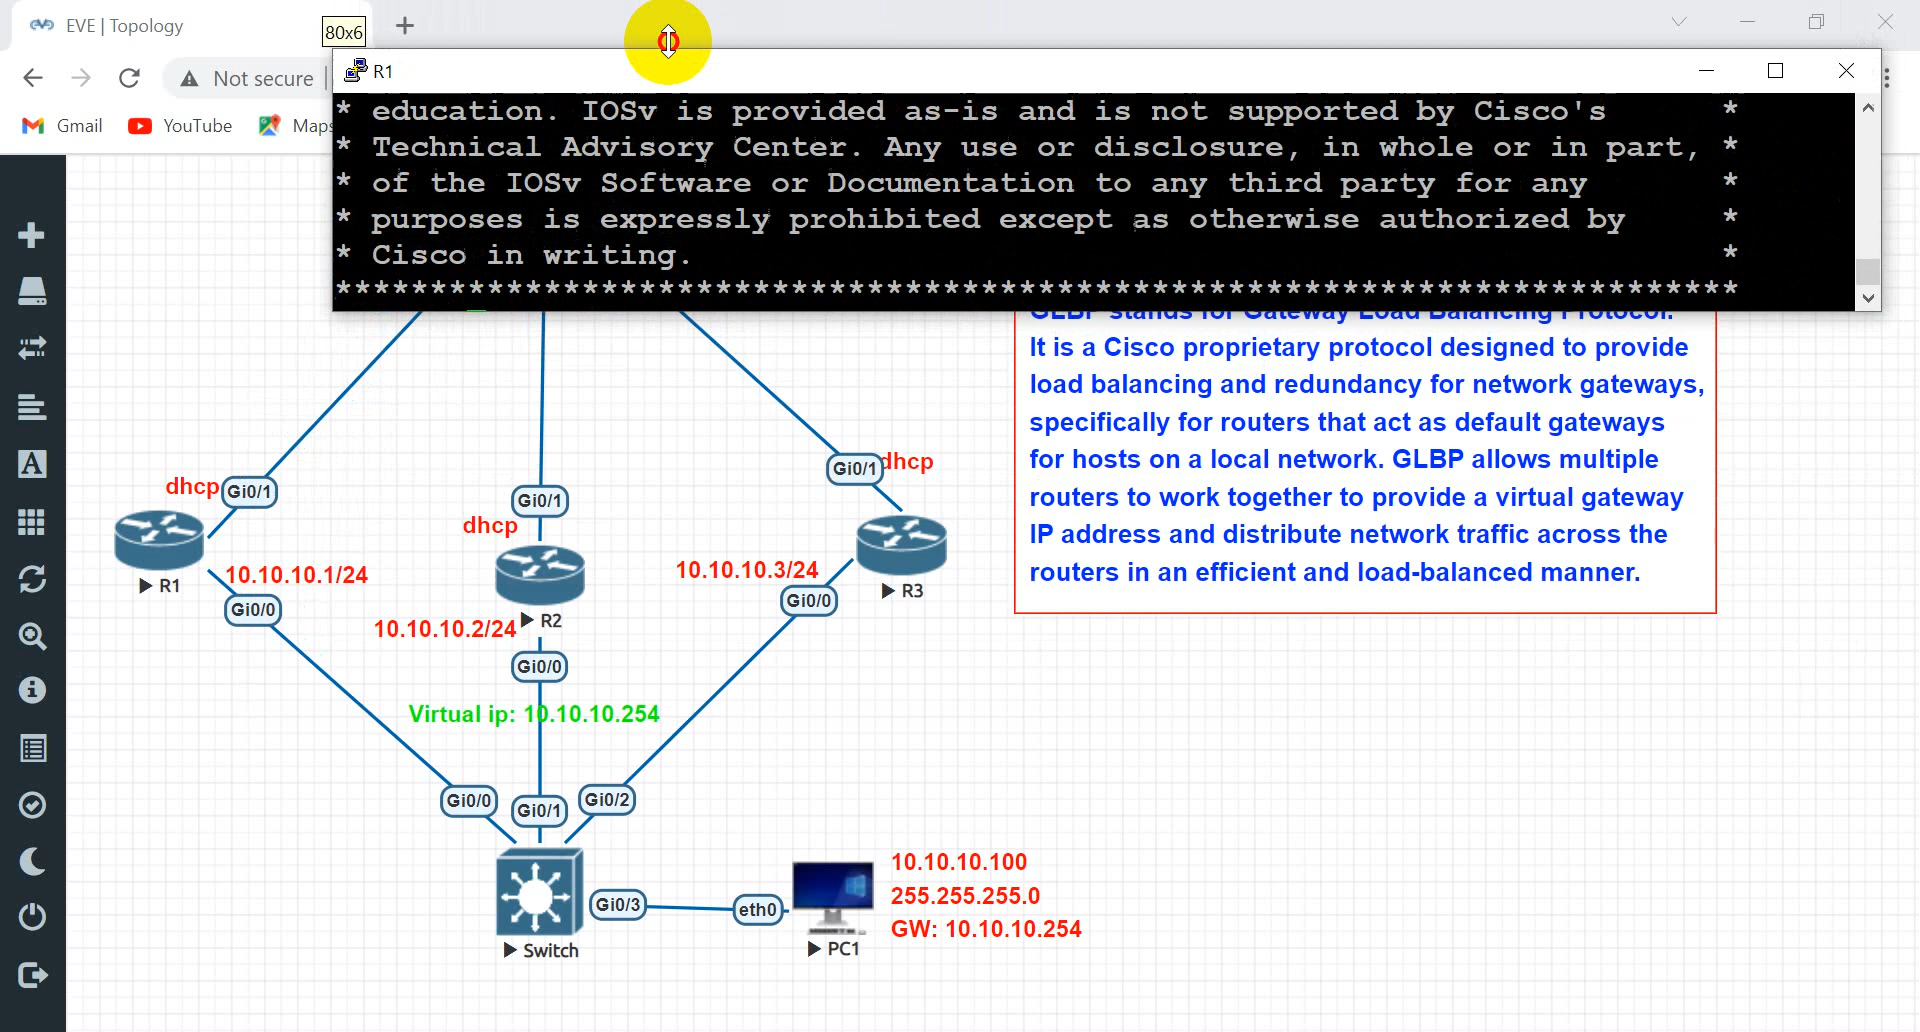 EVE | Topology
80x6
Not secure
R1
Gmail
YouTube
Maps
* education. IOSv is provided as-is and is not supported by Cisco's *
* Technical Advisory Center. Any use or disclosure, in whole or in part, *
* of the IOSv Software or Documentation to any third party for any *
* purposes is expressly prohibited except as otherwise authorized by *
* Cisco in writing. *
**************************************************************************
GLBP stands for Gateway Load Balancing Protocol.
It is a Cisco proprietary protocol designed to provide
load balancing and redundancy for network gateways,
specifically for routers that act as default gateways
for hosts on a local network. GLBP allows multiple
routers to work together to provide a virtual gateway
IP address and distribute network traffic across the
routers in an efficient and load-balanced manner.
dhcp
Gi0/1
Gi0/1
dhcp
Gi0/1
dhcp
R1
10.10.10.1/24
Gi0/0
10.10.10.2/24
R2
Gi0/0
10.10.10.3/24
Gi0/0
R3
Virtual ip: 10.10.10.254
Gi0/0
Gi0/1
Gi0/2
Switch
Gi0/3
eth0
PC1
10.10.10.100
255.255.255.0
GW: 10.10.10.254